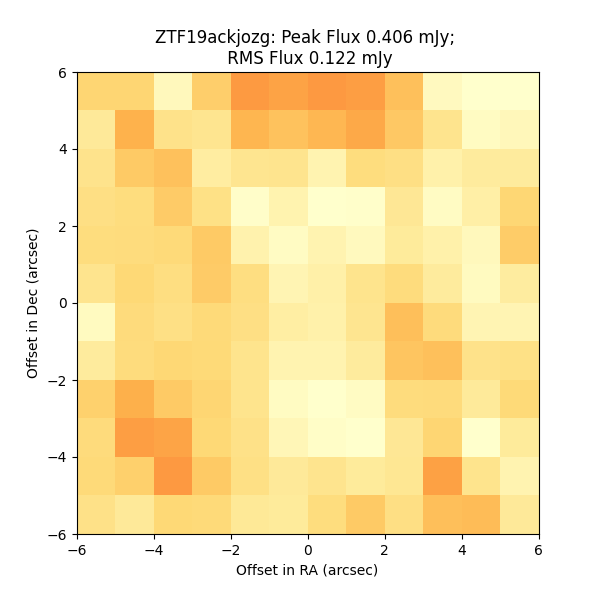 ZTF19ackjozg: Peak Flux 0.406 mJy;
RMS Flux 0.122 mJy
6
4
2
0
−2
−4
−6
Offset in Dec (arcsec)
−6 −4 −2 0 2 4 6
Offset in RA (arcsec)